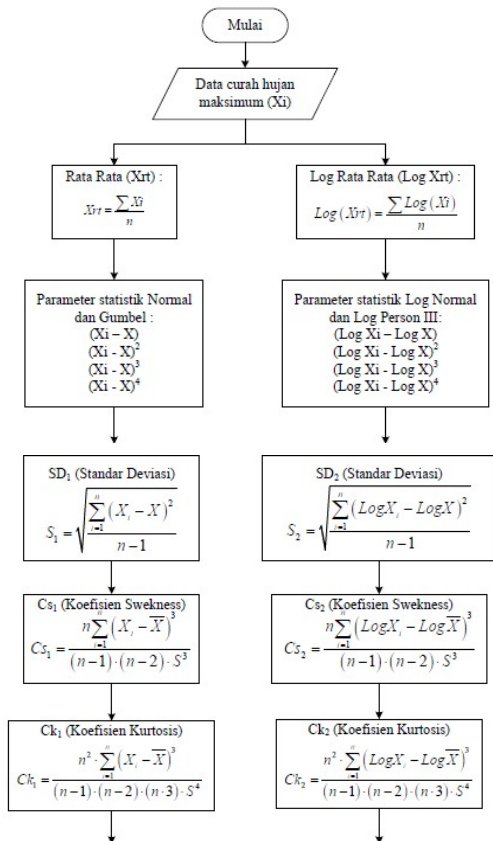 Mulai
Data curah hujan
maksimum (Xi)
Rata Rata (Xrt) :
Xrt = ∑ Xi / n
Log Rata Rata (Log Xrt) :
Log (Xrt) = ∑ Log (Xi) / n
Parameter statistik Normal
dan Gumbel :
(Xi – X)
(Xi - X)²
(Xi - X)³
(Xi - X)⁴
Parameter statistik Log Normal
dan Log Person III:
(Log Xi – Log X)
(Log Xi - Log X)²
(Log Xi - Log X)³
(Log Xi - Log X)⁴
SD₁ (Standar Deviasi)
S₁ = √(∑ᵢ₌₁ⁿ (Xᵢ − X)² / n − 1)
SD₂ (Standar Deviasi)
S₂ = √(∑ᵢ₌₁ⁿ (LogXᵢ − LogX)² / n − 1)
Cs₁ (Koefisien Swekness)
Cs₁ = n∑ᵢ₌₁ⁿ (Xᵢ − X̅)³ / (n−1)·(n−2)·S³
Cs₂ (Koefisien Swekness)
Cs₂ = n∑ᵢ₌₁ⁿ (LogXᵢ − LogX̅)³ / (n−1)·(n−2)·S³
Ck₁ (Koefisien Kurtosis)
Ck₁ = n²·∑ᵢ₌₁ⁿ (Xᵢ − X̅)³ / (n−1)·(n−2)·(n·3)·S⁴
Ck₂ (Koefisien Kurtosis)
Ck₂ = n²·∑ᵢ₌₁ⁿ (LogXᵢ − LogX̅)³ / (n−1)·(n−2)·(n·3)·S⁴